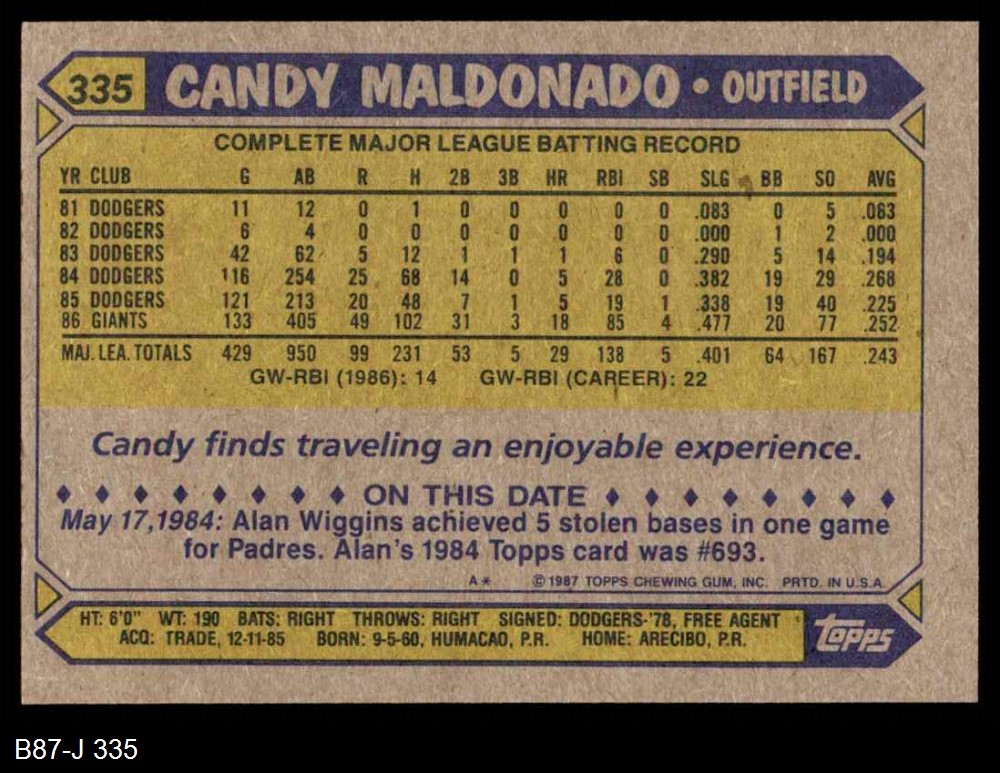 335 CANDY MALDONADO • OUTFIELD
COMPLETE MAJOR LEAGUE BATTING RECORD
YR CLUB G AB R H 2B 3B HR RBI SB SLG BB SO AVG
81 DODGERS 11 12 0 1 0 0 0 0 0 .083 0 5 .083
82 DODGERS 6 4 0 0 0 0 0 0 0 .000 1 2 .000
83 DODGERS 42 62 5 12 1 1 1 6 0 .290 5 14 .194
84 DODGERS 116 254 25 68 14 0 5 28 0 .382 19 29 .268
85 DODGERS 121 213 20 48 7 1 5 19 1 .338 19 40 .225
86 GIANTS 133 405 49 102 31 3 18 85 4 .477 20 77 .252
MAJ. LEA. TOTALS 429 950 99 231 53 5 29 138 5 .401 64 167 .243
GW-RBI (1986): 14 GW-RBI (CAREER): 22
Candy finds traveling an enjoyable experience.
♦ ♦ ♦ ♦ ♦ ♦ ♦ ♦ ON THIS DATE ♦ ♦ ♦ ♦ ♦ ♦ ♦ ♦
May 17,1984: Alan Wiggins achieved 5 stolen bases in one game
for Padres. Alan's 1984 Topps card was #693.
A* © 1987 TOPPS CHEWING GUM, INC. PRTD. IN U.S.A.
HT: 6'0" WT: 190 BATS: RIGHT THROWS: RIGHT SIGNED: DODGERS-'78, FREE AGENT
ACQ: TRADE, 12-11-85 BORN: 9-5-60, HUMACAO, P.R. HOME: ARECIBO, P.R.
topps
B87-J 335